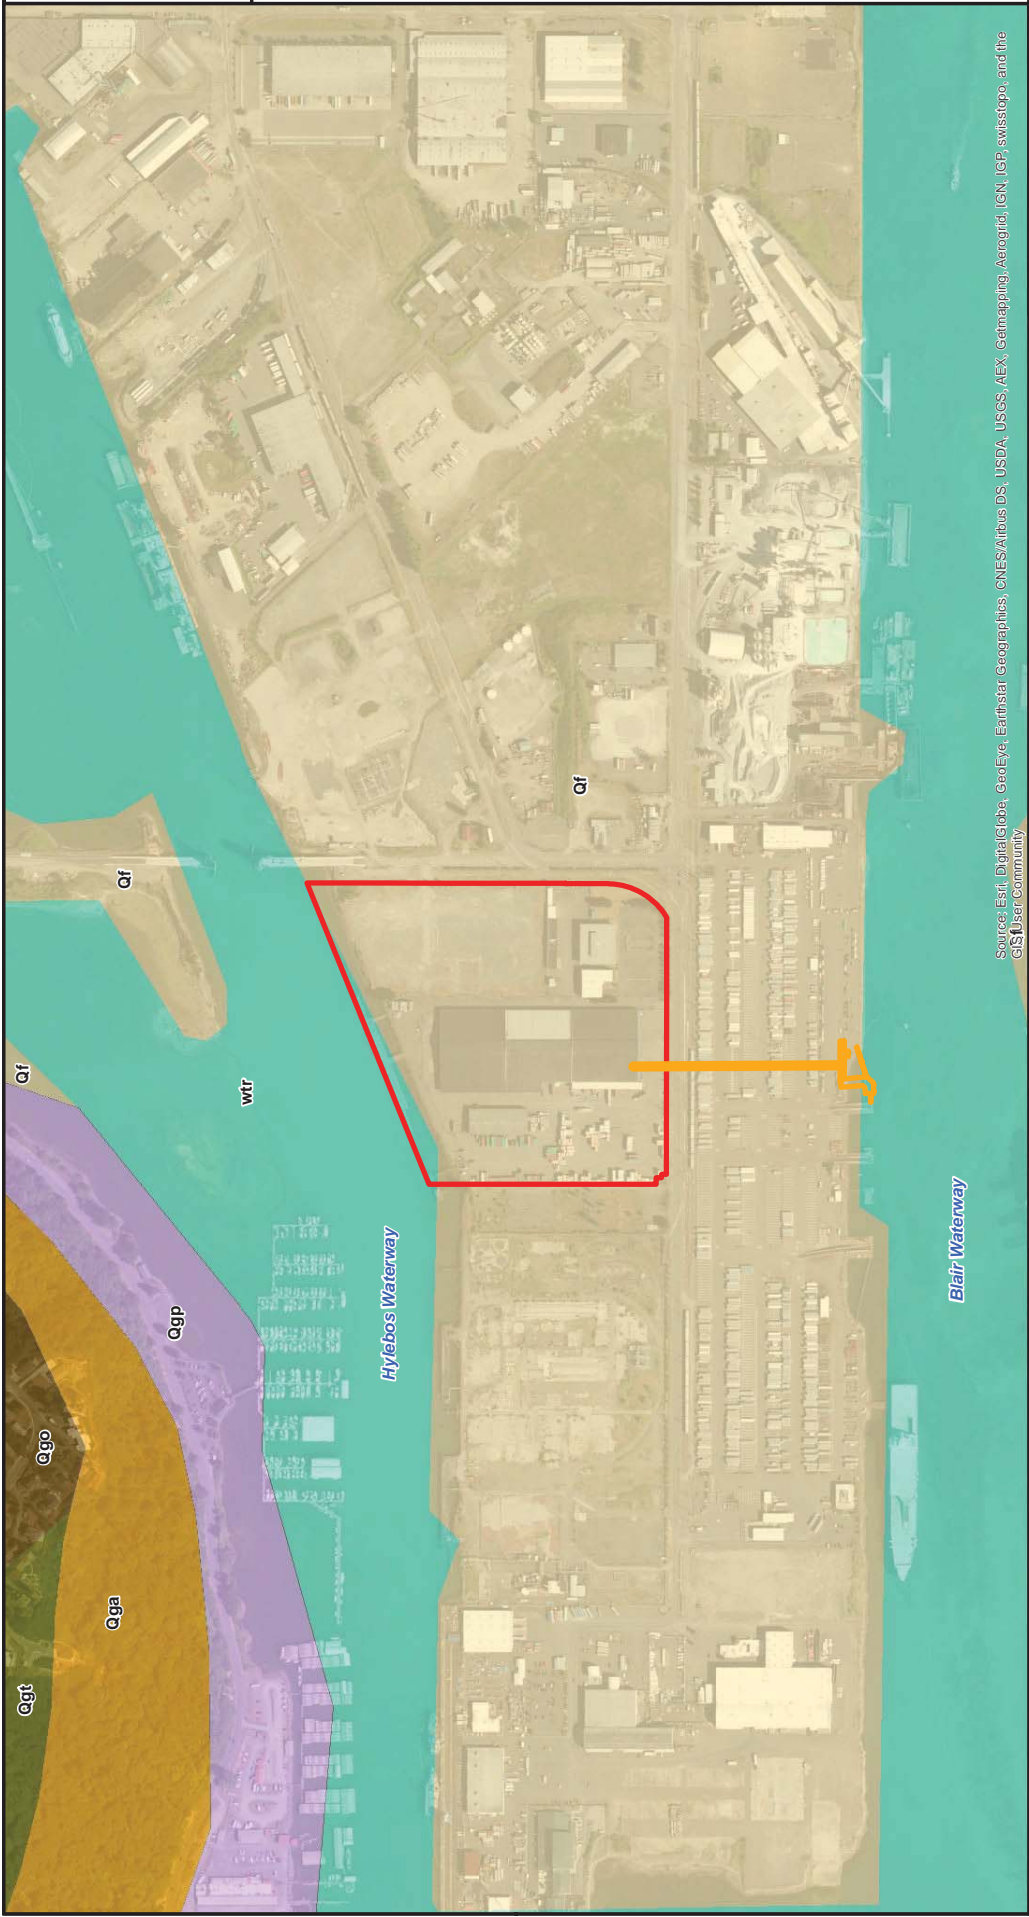 Qgt
Qga
Qgo
Qgp
Qf
wtr
Qf
Hylebos Waterway
Qf
Blair Waterway
Source: Esri, DigitalGlobe, GeoEye, Earthstar Geographics, CNES/Airbus DS, USDA, USGS, AEX, Getmapping, Aerogrid, IGN, IGP, swisstopo, and the
GIS User Community